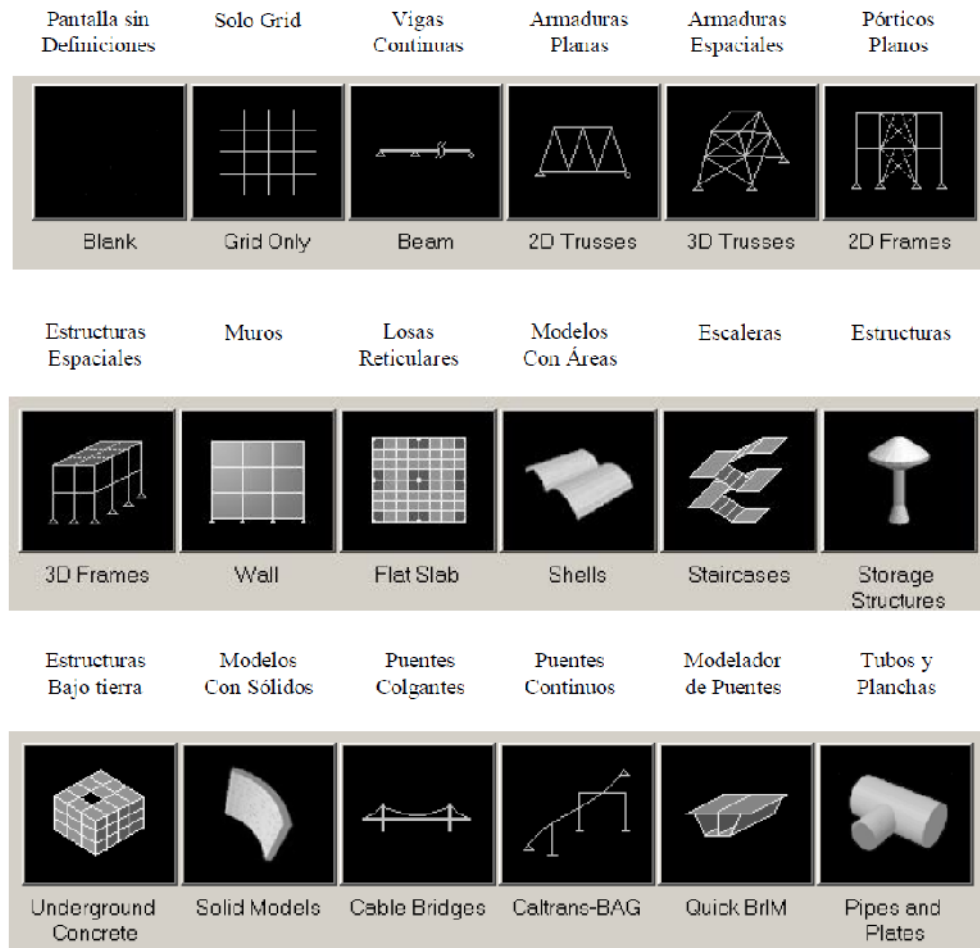 Pantalla sin Solo Grid Vigas Armaduras Armaduras Pórticos
Definiciones Continuas Planas Espaciales Planos
Blank Grid Only Beam 2D Trusses 3D Trusses 2D Frames
Estructuras Muros Losas Modelos Escaleras Estructuras
Espaciales Reticulares Con Áreas
3D Frames Wall Flat Slab Shells Staircases Storage
Structures
Estructuras Modelos Puentes Puentes Modelador Tubos y
Bajo tierra Con Sólidos Colgantes Continuos de Puentes Planchas
Underground Solid Models Cable Bridges Caltrans-BAG Quick BrIM Pipes and
Concrete Plates